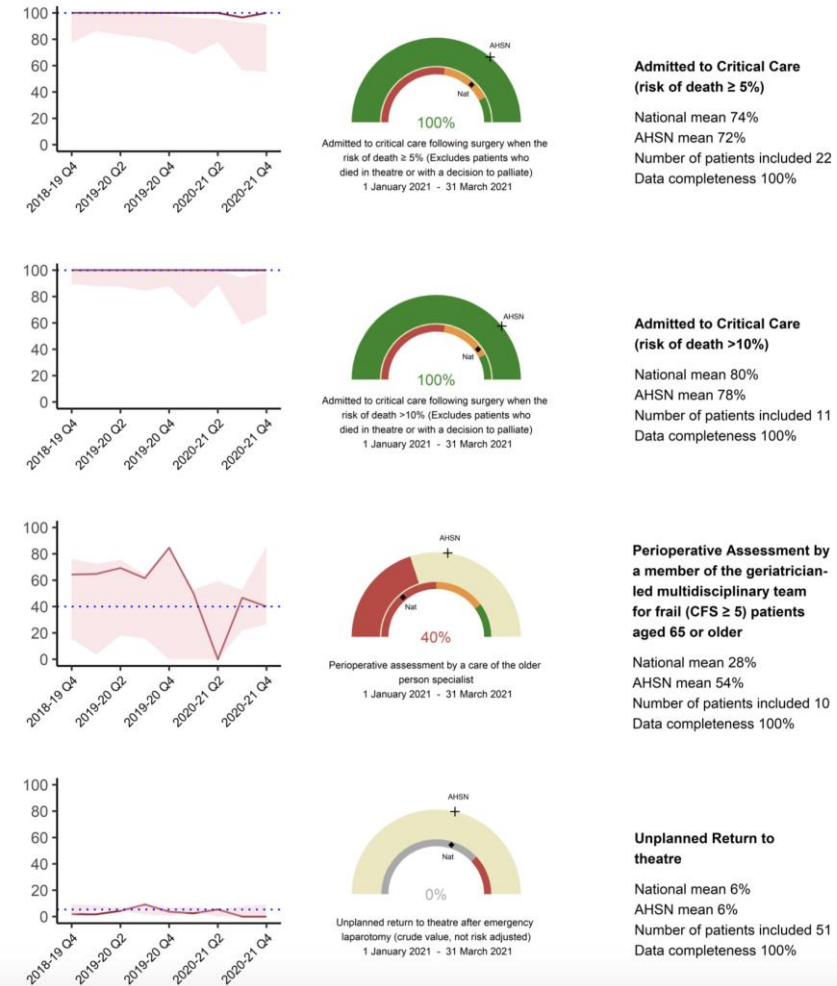 100
80
60
40
20
0
2018-19 Q4
2019-20 Q2
2019-20 Q4
2020-21 Q2
2020-21 Q4
AHSN
Nat
100%
Admitted to critical care following surgery when the
risk of death ≥ 5% (Excludes patients who
died in theatre or with a decision to palliate)
1 January 2021 - 31 March 2021
Admitted to Critical Care
(risk of death ≥ 5%)
National mean 74%
AHSN mean 72%
Number of patients included 22
Data completeness 100%
100
80
60
40
20
0
2018-19 Q4
2019-20 Q2
2019-20 Q4
2020-21 Q2
2020-21 Q4
AHSN
Nat
100%
Admitted to critical care following surgery when the
risk of death >10% (Excludes patients who
died in theatre or with a decision to palliate)
1 January 2021 - 31 March 2021
Admitted to Critical Care
(risk of death >10%)
National mean 80%
AHSN mean 78%
Number of patients included 11
Data completeness 100%
100
80
60
40
20
0
2018-19 Q4
2019-20 Q2
2019-20 Q4
2020-21 Q2
2020-21 Q4
AHSN
Nat
40%
Perioperative assessment by a care of the older
person specialist
1 January 2021 - 31 March 2021
Perioperative Assessment by
a member of the geriatrician-
led multidisciplinary team
for frail (CFS ≥ 5) patients
aged 65 or older
National mean 28%
AHSN mean 54%
Number of patients included 10
Data completeness 100%
100
80
60
40
20
0
2018-19 Q4
2019-20 Q2
2019-20 Q4
2020-21 Q2
2020-21 Q4
AHSN
Nat
0%
Unplanned return to theatre after emergency
laparotomy (crude value, not risk adjusted)
1 January 2021 - 31 March 2021
Unplanned Return to
theatre
National mean 6%
AHSN mean 6%
Number of patients included 51
Data completeness 100%